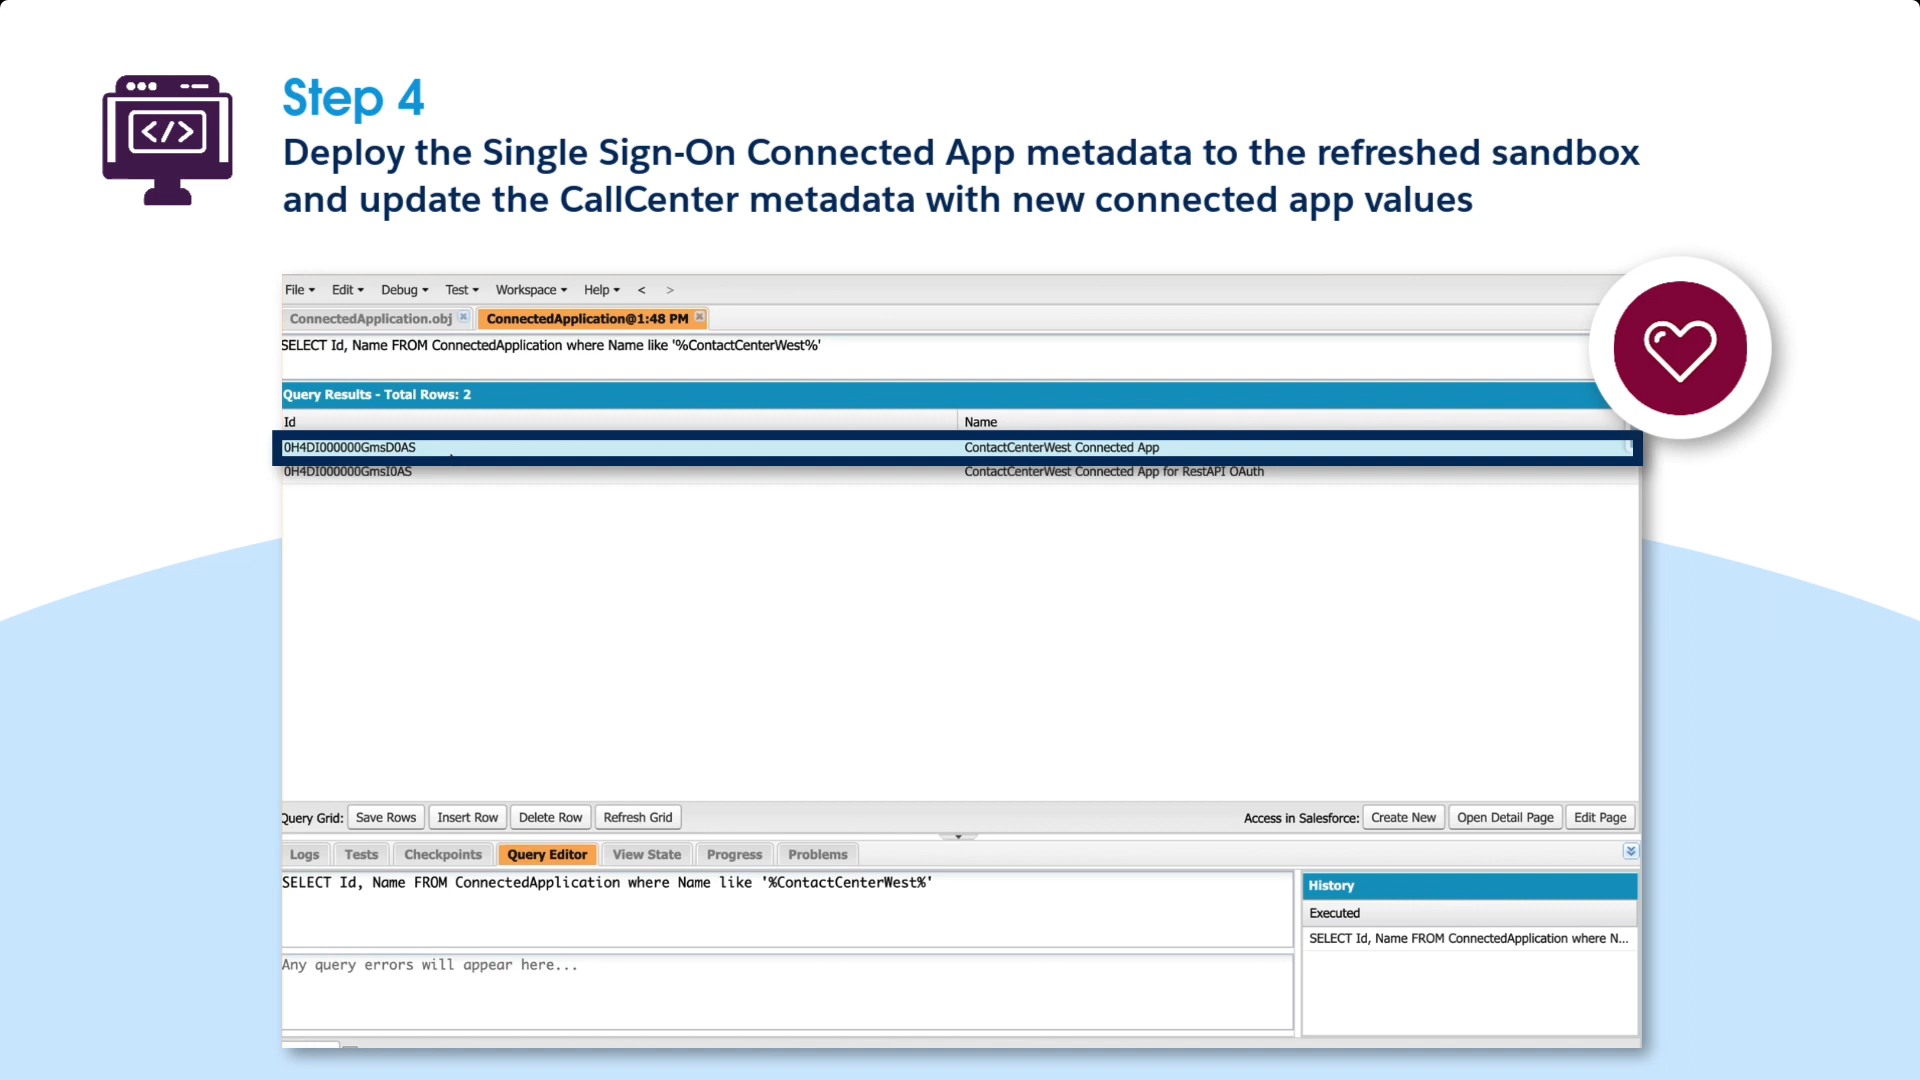 </>
Step 4
Deploy the Single Sign-On Connected App metadata to the refreshed sandbox
and update the CallCenter metadata with new connected app values
File Edit Debug Test Workspace Help < >
ConnectedApplication.obj ConnectedApplication@1:48 PM
SELECT Id, Name FROM ConnectedApplication where Name like '%ContactCenterWest%'
Query Results - Total Rows: 2
Id Name
0H4DI000000GmsD0AS ContactCenterWest Connected App
0H4DI000000GmsI0AS ContactCenterWest Connected App for RestAPI OAuth
Query Grid: Save Rows Insert Row Delete Row Refresh Grid Access in Salesforce: Create New Open Detail Page Edit Page
Logs Tests Checkpoints Query Editor View State Progress Problems
SELECT Id, Name FROM ConnectedApplication where Name like '%ContactCenterWest%'
Any query errors will appear here...
History
Executed
SELECT Id, Name FROM ConnectedApplication where N...